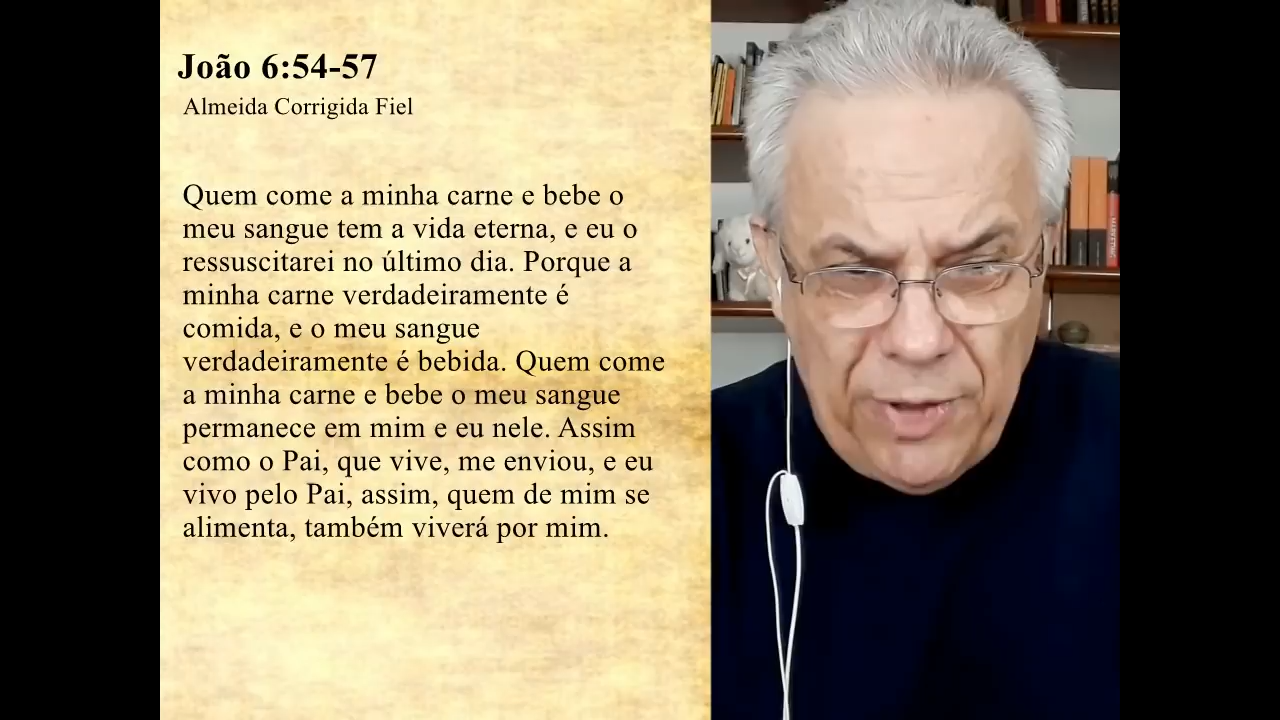 João 6:54-57
Almeida Corrigida Fiel
Quem come a minha carne e bebe o
meu sangue tem a vida eterna, e eu o
ressuscitarei no último dia. Porque a
minha carne verdadeiramente é
comida, e o meu sangue
verdadeiramente é bebida. Quem come
a minha carne e bebe o meu sangue
permanece em mim e eu nele. Assim
como o Pai, que vive, me enviou, e eu
vivo pelo Pai, assim, quem de mim se
alimenta, também viverá por mim.